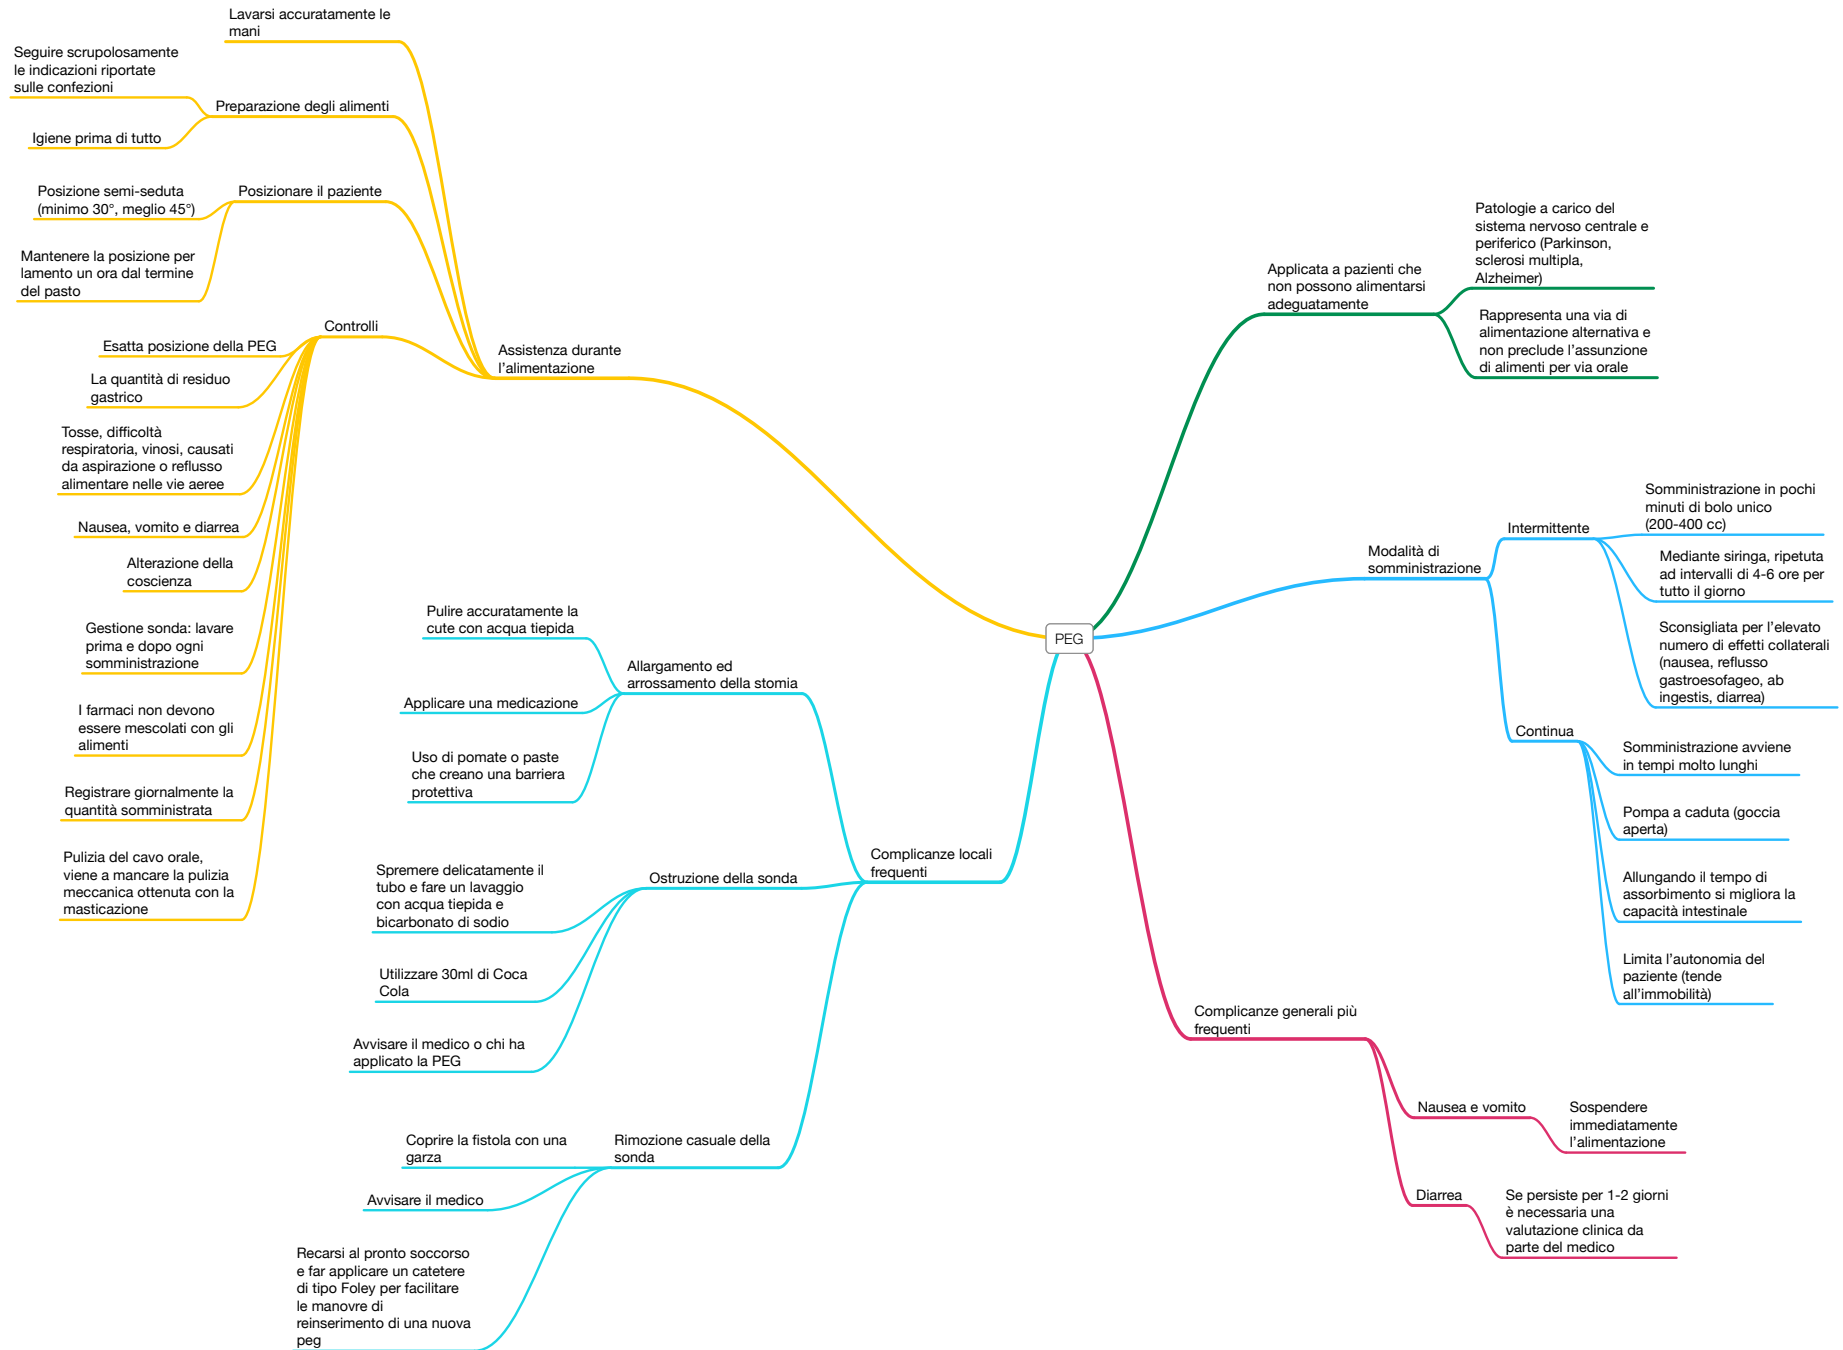 PEG
Applicata a pazienti che
non possono alimentarsi
adeguatamente
Patologie a carico del
sistema nervoso centrale e
periferico (Parkinson,
sclerosi multipla,
Alzheimer)
Rappresenta una via di
alimentazione alternativa e
non preclude l’assunzione
di alimenti per via orale
Modalità di
somministrazione
Intermittente
Somministrazione in pochi
minuti di bolo unico
(200-400 cc)
Mediante siringa, ripetuta
ad intervalli di 4-6 ore per
tutto il giorno
Sconsigliata per l’elevato
numero di effetti collaterali
(nausea, reflusso
gastroesofageo, ab
ingestis, diarrea)
Continua
Somministrazione avviene
in tempi molto lunghi
Pompa a caduta (goccia
aperta)
Allungando il tempo di
assorbimento si migliora la
capacità intestinale
Limita l’autonomia del
paziente (tende
all’immobilità)
Complicanze generali più
frequenti
Nausea e vomito
Sospendere
immediatamente
l’alimentazione
Diarrea
Se persiste per 1-2 giorni
è necessaria una
valutazione clinica da
parte del medico
Complicanze locali
frequenti
Allargamento ed
arrossamento della stomia
Pulire accuratamente la
cute con acqua tiepida
Applicare una medicazione
Uso di pomate o paste
che creano una barriera
protettiva
Ostruzione della sonda
Spremere delicatamente il
tubo e fare un lavaggio
con acqua tiepida e
bicarbonato di sodio
Utilizzare 30ml di Coca
Cola
Avvisare il medico o chi ha
applicato la PEG
Rimozione casuale della
sonda
Coprire la fistola con una
garza
Avvisare il medico
Recarsi al pronto soccorso
e far applicare un catetere
di tipo Foley per facilitare
le manovre di
reinserimento di una nuova
peg
Assistenza durante
l’alimentazione
Lavarsi accuratamente le
mani
Preparazione degli alimenti
Seguire scrupolosamente
le indicazioni riportate
sulle confezioni
Igiene prima di tutto
Posizionare il paziente
Posizione semi-seduta
(minimo 30°, meglio 45°)
Mantenere la posizione per
lamento un ora dal termine
del pasto
Controlli
Esatta posizione della PEG
La quantità di residuo
gastrico
Tosse, difficoltà
respiratoria, vinosi, causati
da aspirazione o reflusso
alimentare nelle vie aeree
Nausea, vomito e diarrea
Alterazione della
coscienza
Gestione sonda: lavare
prima e dopo ogni
somministrazione
I farmaci non devono
essere mescolati con gli
alimenti
Registrare giornalmente la
quantità somministrata
Pulizia del cavo orale,
viene a mancare la pulizia
meccanica ottenuta con la
masticazione